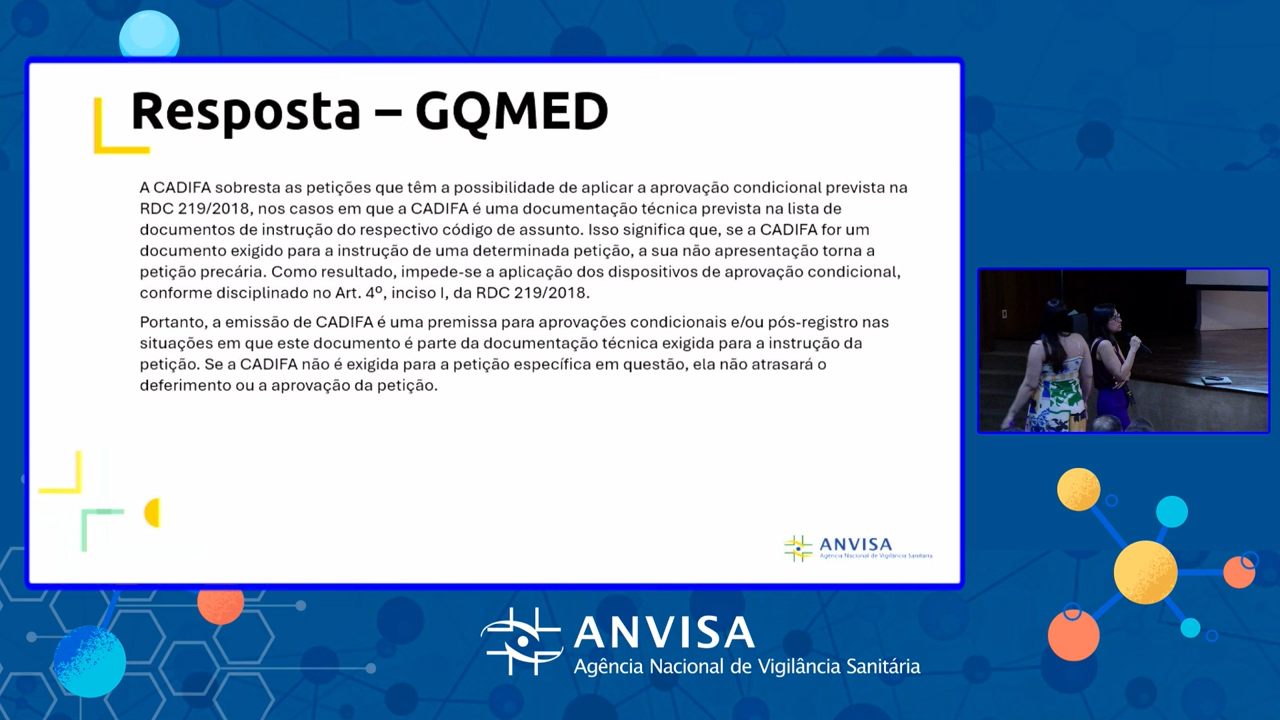 Resposta – GQMED
A CADIFA sobresta as petições que têm a possibilidade de aplicar a aprovação condicional prevista na
RDC 219/2018, nos casos em que a CADIFA é uma documentação técnica prevista na lista de
documentos de instrução do respectivo código de assunto. Isso significa que, se a CADIFA for um
documento exigido para a instrução de uma determinada petição, a sua não apresentação torna a
petição precária. Como resultado, impede-se a aplicação dos dispositivos de aprovação condicional,
conforme disciplinado no Art. 4º, inciso I, da RDC 219/2018.
Portanto, a emissão de CADIFA é uma premissa para aprovações condicionais e/ou pós-registro nas
situações em que este documento é parte da documentação técnica exigida para a instrução da
petição. Se a CADIFA não é exigida para a petição específica em questão, ela não atrasará o
deferimento ou a aprovação da petição.
ANVISA
Agência Nacional de Vigilância Sanitária
ANVISA
Agência Nacional de Vigilância Sanitária